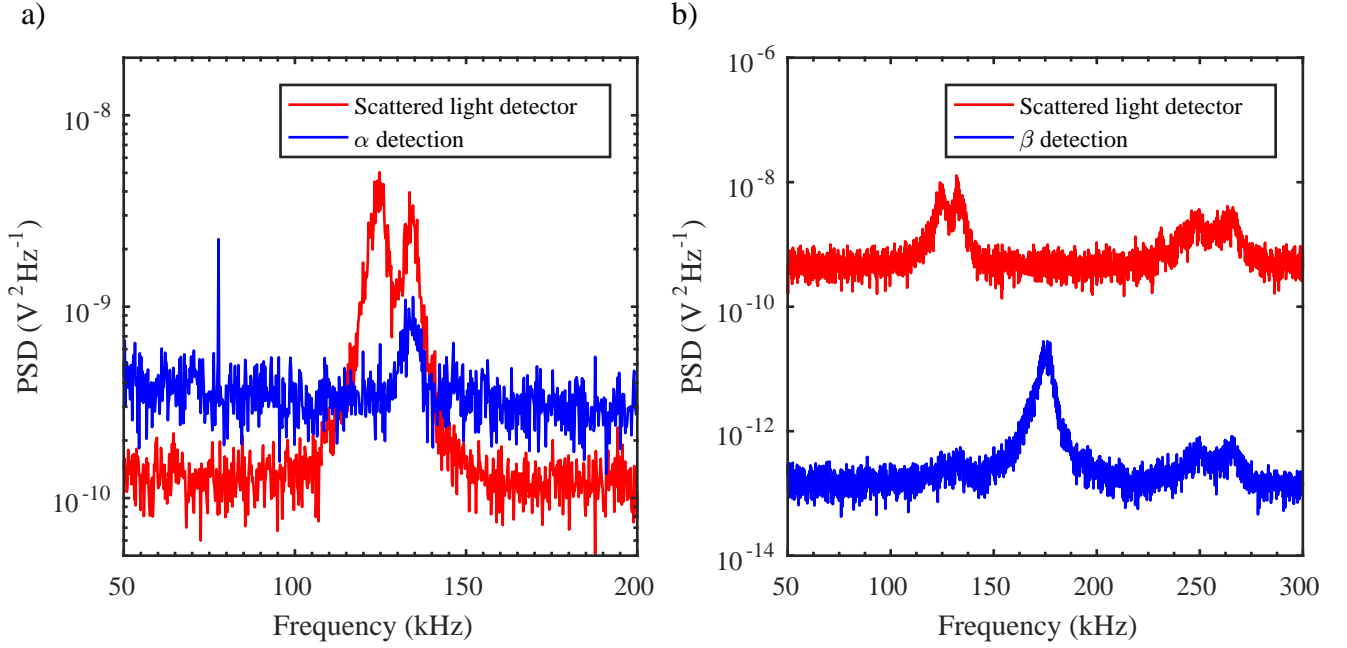 a)
PSD (V²Hz⁻¹)
10⁻⁸
10⁻⁹
10⁻¹⁰
Scattered light detector
α detection
50 100 150 200
Frequency (kHz)
b)
PSD (V²Hz⁻¹)
10⁻⁶
10⁻⁸
10⁻¹⁰
10⁻¹²
10⁻¹⁴
Scattered light detector
β detection
50 100 150 200 250 300
Frequency (kHz)